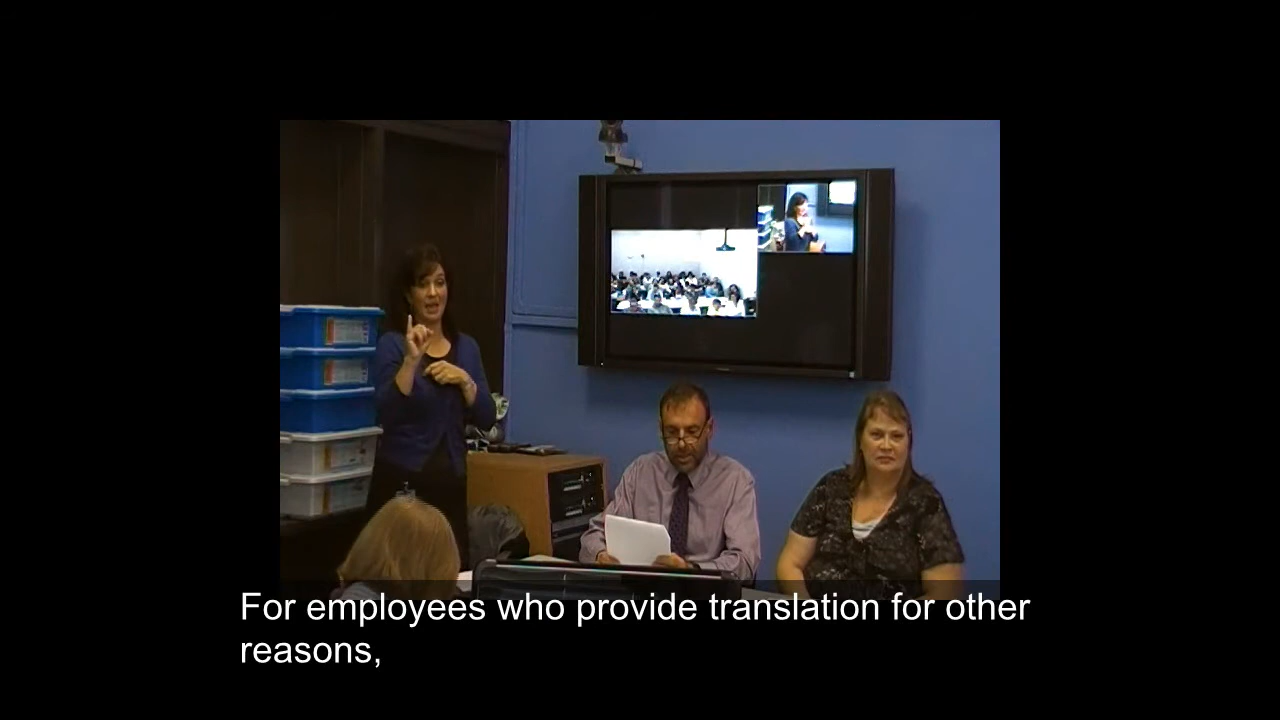 For employees who provide translation for other
reasons,